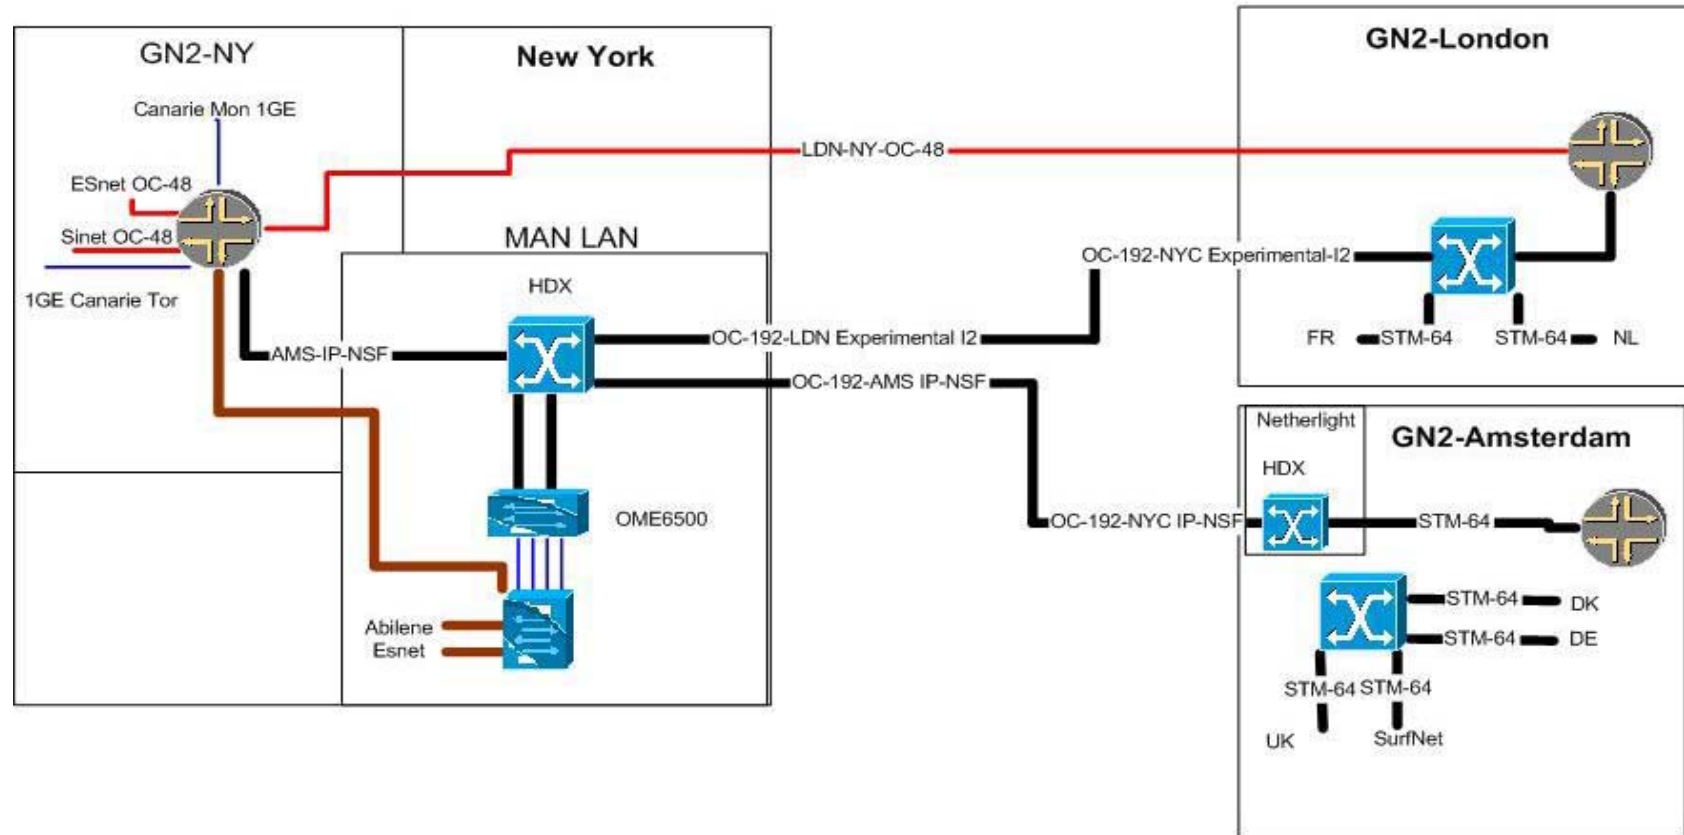 GN2-NY
New York
GN2-London
Canarie Mon 1GE
LDN-NY-OC-48
ESnet OC-48
Sinet OC-48
1GE Canarie Tor
MAN LAN
HDX
OC-192-NYC Experimental-I2
OC-192-LDN Experimental I2
FR
STM-64
STM-64
NL
AMS-IP-NSF
OC-192-AMS IP-NSF
Netherlight
GN2-Amsterdam
HDX
OME6500
OC-192-NYC IP-NSF
STM-64
STM-64
DK
Abilene
Esnet
STM-64
DE
STM-64
STM-64
UK
SurfNet